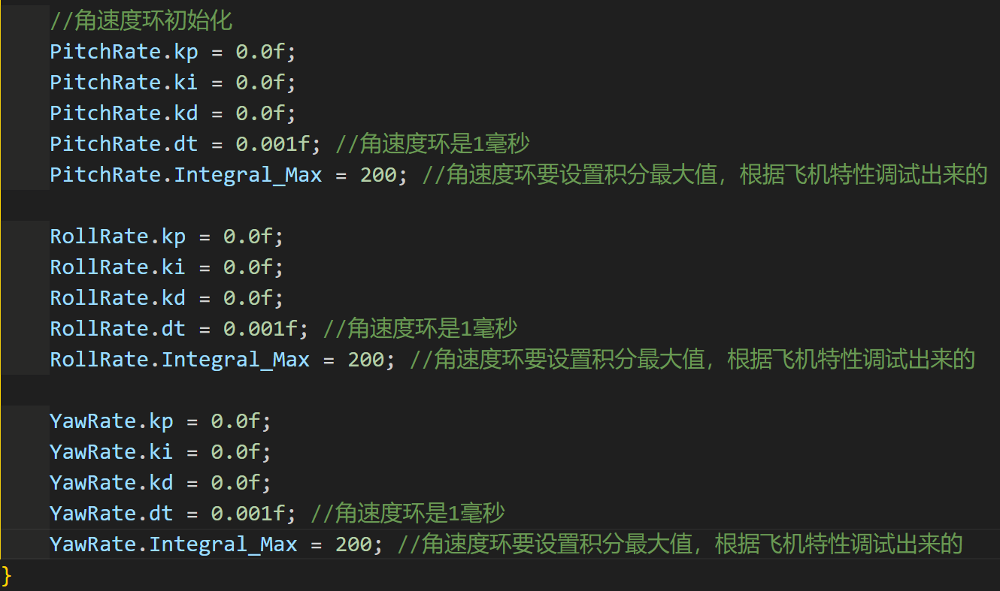 //角速度环初始化
PitchRate.kp = 0.0f;
PitchRate.ki = 0.0f;
PitchRate.kd = 0.0f;
PitchRate.dt = 0.001f; //角速度环是1毫秒
PitchRate.Integral_Max = 200; //角速度环要设置积分最大值，根据飞机特性调试出来的
RollRate.kp = 0.0f;
RollRate.ki = 0.0f;
RollRate.kd = 0.0f;
RollRate.dt = 0.001f; //角速度环是1毫秒
RollRate.Integral_Max = 200; //角速度环要设置积分最大值，根据飞机特性调试出来的
YawRate.kp = 0.0f;
YawRate.ki = 0.0f;
YawRate.kd = 0.0f;
YawRate.dt = 0.001f; //角速度环是1毫秒
YawRate.Integral_Max = 200; //角速度环要设置积分最大值，根据飞机特性调试出来的
}